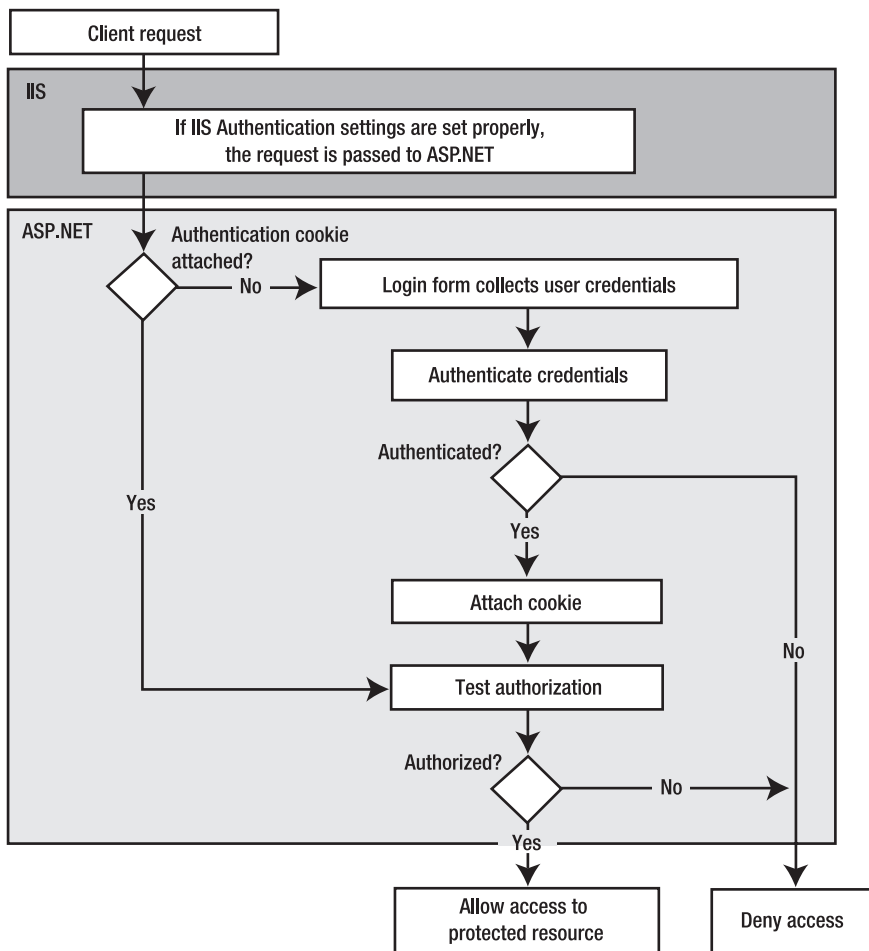 Client request
IIS
If IIS Authentication settings are set properly,
the request is passed to ASP.NET
ASP.NET
Authentication cookie
attached?
No
Login form collects user credentials
Authenticate credentials
Authenticated?
Yes
Yes
Attach cookie
No
Test authorization
Authorized?
No
Yes
Allow access to
protected resource
Deny access